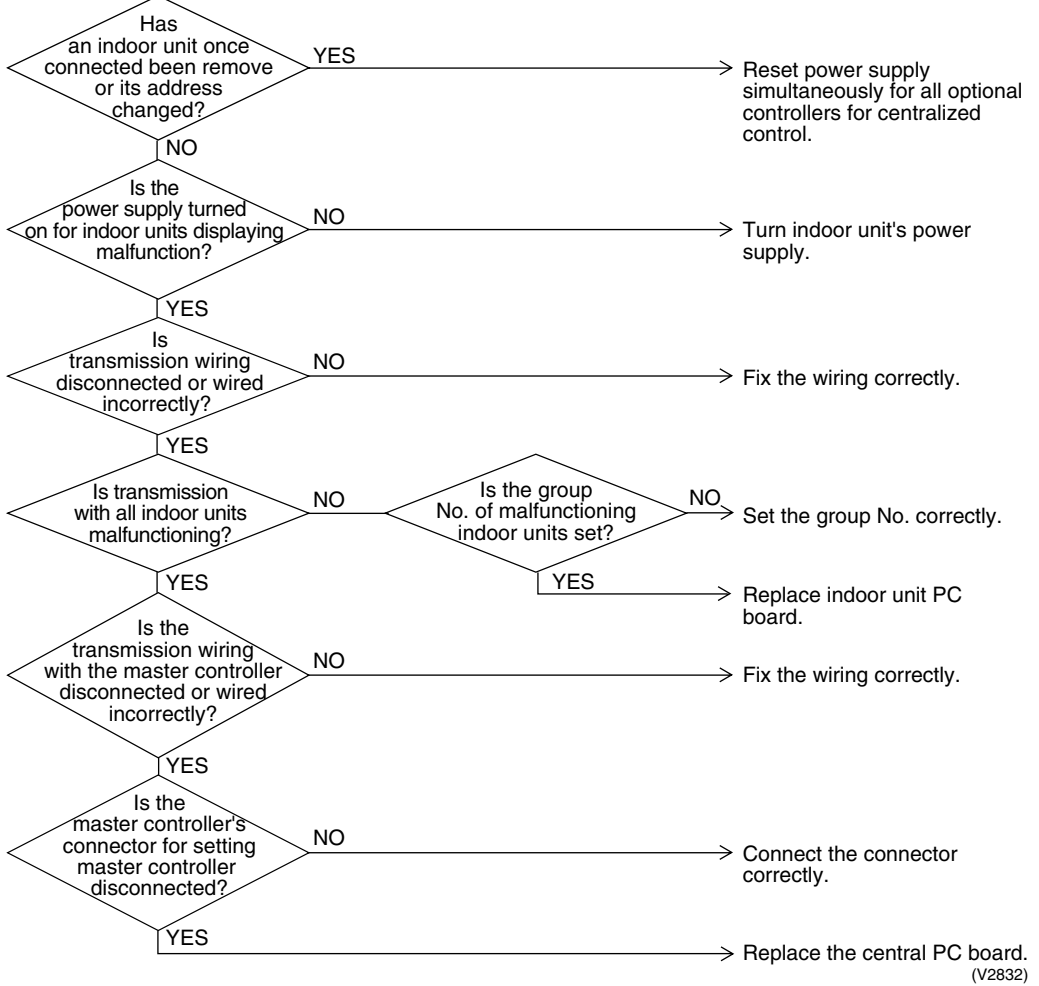 Has
an indoor unit once
connected been remove
or its address
changed?
YES
Reset power supply
simultaneously for all optional
controllers for centralized
control.
NO
Is the
power supply turned
on for indoor units displaying
malfunction?
NO
Turn indoor unit's power
supply.
YES
Is
transmission wiring
disconnected or wired
incorrectly?
NO
Fix the wiring correctly.
YES
Is transmission
with all indoor units
malfunctioning?
NO
Is the group
No. of malfunctioning
indoor units set?
NO
Set the group No. correctly.
YES
Replace indoor unit PC
board.
YES
Is the
transmission wiring
with the master controller
disconnected or wired
incorrectly?
NO
Fix the wiring correctly.
YES
Is the
master controller's
connector for setting
master controller
disconnected?
NO
Connect the connector
correctly.
YES
Replace the central PC board.
(V2832)